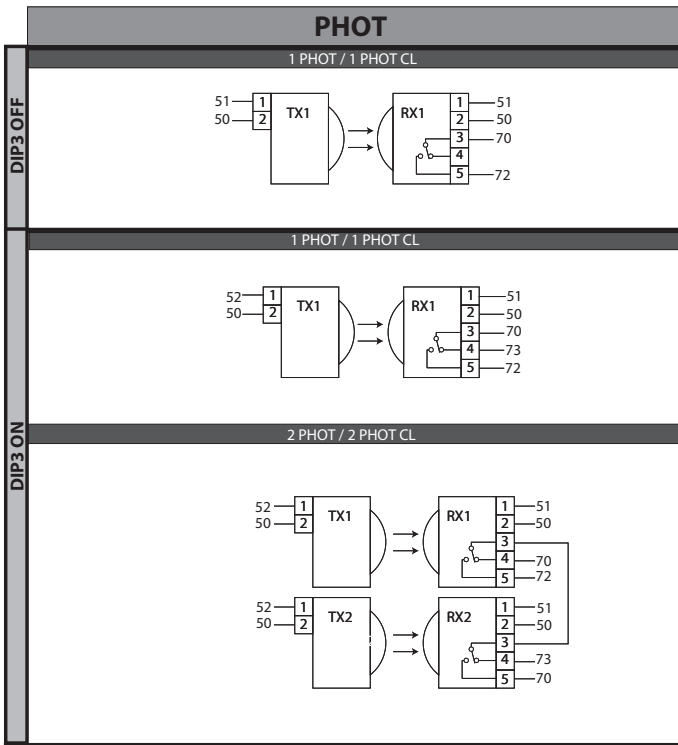 PHOT
DIP3 OFF
1 PHOT / 1 PHOT CL
51 1 TX1 RX1 1 51
50 2 2 50
3 70
4
5 72
DIP3 ON
1 PHOT / 1 PHOT CL
52 1 TX1 RX1 1 51
50 2 2 50
3 70
4 73
5 72
2 PHOT / 2 PHOT CL
52 1 TX1 RX1 1 51
50 2 2 50
3
4 70
5 72
52 1 TX2 RX2 1 51
50 2 2 50
3
4 73
5 70